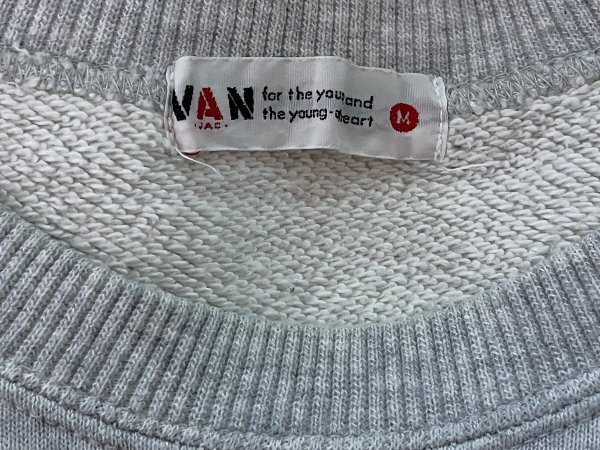 VAN
JAC
for the young and
the young-at-heart
M